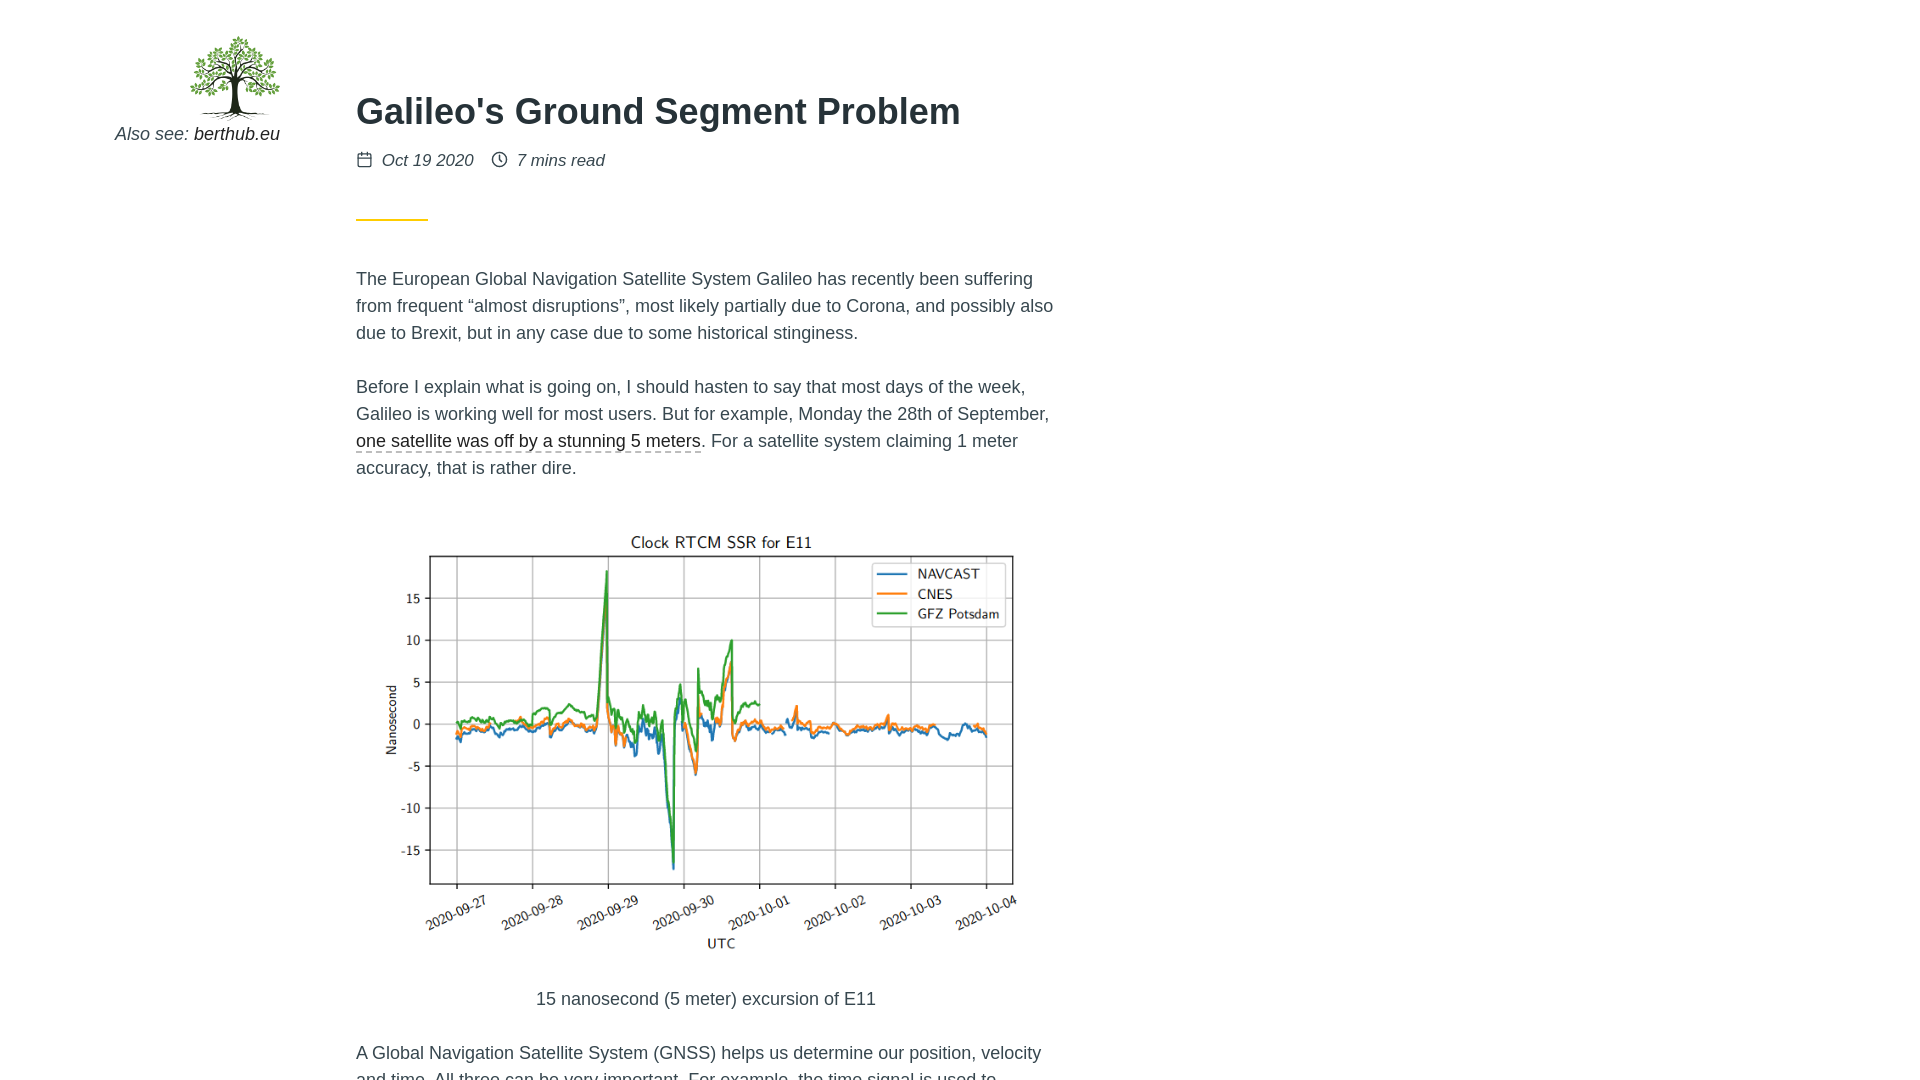 Also see: berthub.eu
Galileo's Ground Segment Problem
Oct 19 2020 7 mins read
The European Global Navigation Satellite System Galileo has recently been suffering
from frequent “almost disruptions”, most likely partially due to Corona, and possibly also
due to Brexit, but in any case due to some historical stinginess.
Before I explain what is going on, I should hasten to say that most days of the week,
Galileo is working well for most users. But for example, Monday the 28th of September,
one satellite was off by a stunning 5 meters. For a satellite system claiming 1 meter
accuracy, that is rather dire.
Clock RTCM SSR for E11
NAVCAST
CNES
GFZ Potsdam
15
10
5
0
-5
-10
-15
Nanosecond
2020-09-27
2020-09-28
2020-09-29
2020-09-30
2020-10-01
2020-10-02
2020-10-03
2020-10-04
UTC
15 nanosecond (5 meter) excursion of E11
A Global Navigation Satellite System (GNSS) helps us determine our position, velocity
and time. All three can be very important. For example, the time signal is used to